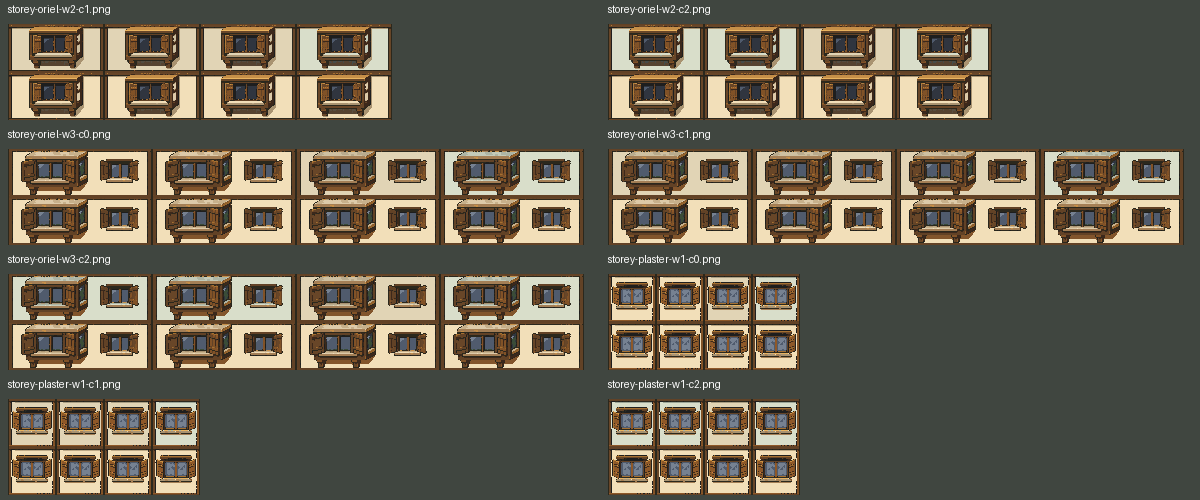 storey-oriel-w2-c1.png
storey-oriel-w2-c2.png
storey-oriel-w3-c0.png
storey-oriel-w3-c1.png
storey-oriel-w3-c2.png
storey-plaster-w1-c0.png
storey-plaster-w1-c1.png
storey-plaster-w1-c2.png